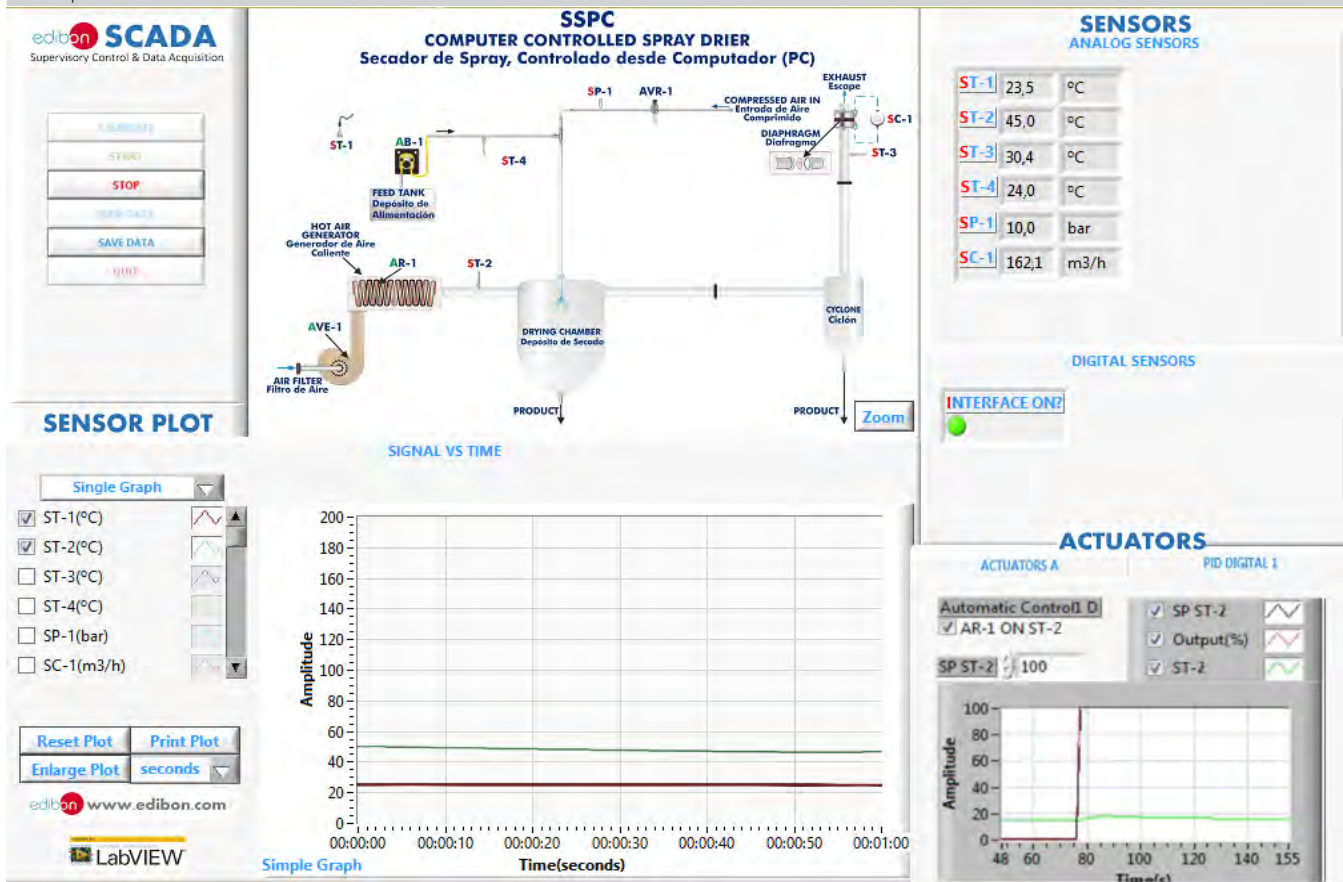 edibon SCADA
Supervisory Control & Data Acquisition
CALIBRATE
START
STOP
VIEW DATA
SAVE DATA
QUIT
SSPC
COMPUTER CONTROLLED SPRAY DRIER
Secador de Spray, Controlado desde Computador (PC)
ST-1
AB-1
ST-4
SP-1
AVR-1
COMPRESSED AIR IN
Entrada de Aire
Comprimido
EXHAUST
Escape
SC-1
DIAPHRAGM
Diafragma
ST-3
FEED TANK
Depósito de
Alimentación
HOT AIR
GENERATOR
Generador de Aire
Caliente
AR-1
ST-2
AVE-1
AIR FILTER
Filtro de Aire
DRYING CHAMBER
Depósito de Secado
CYCLONE
Ciclón
PRODUCT
PRODUCT
Zoom
SENSORS
ANALOG SENSORS
ST-1 23,5 ºC
ST-2 45,0 ºC
ST-3 30,4 ºC
ST-4 24,0 ºC
SP-1 10,0 bar
SC-1 162,1 m3/h
DIGITAL SENSORS
INTERFACE ON?
SENSOR PLOT
Single Graph
ST-1(ºC)
ST-2(ºC)
ST-3(ºC)
ST-4(ºC)
SP-1(bar)
SC-1(m3/h)
Reset Plot Print Plot
Enlarge Plot seconds
edibon www.edibon.com
LabVIEW
SIGNAL VS TIME
Amplitude
200
180
160
140
120
100
80
60
40
20
0
00:00:00 00:00:10 00:00:20 00:00:30 00:00:40 00:00:50 00:01:00
Simple Graph
Time(seconds)
ACTUATORS
ACTUATORS A
PID DIGITAL 1
Automatic Control1 D
AR-1 ON ST-2
SP ST-2 100
SP ST-2
Output(%)
ST-2
Amplitude
100
80
60
40
20
0
48 60 80 100 120 140 155
Time(s)